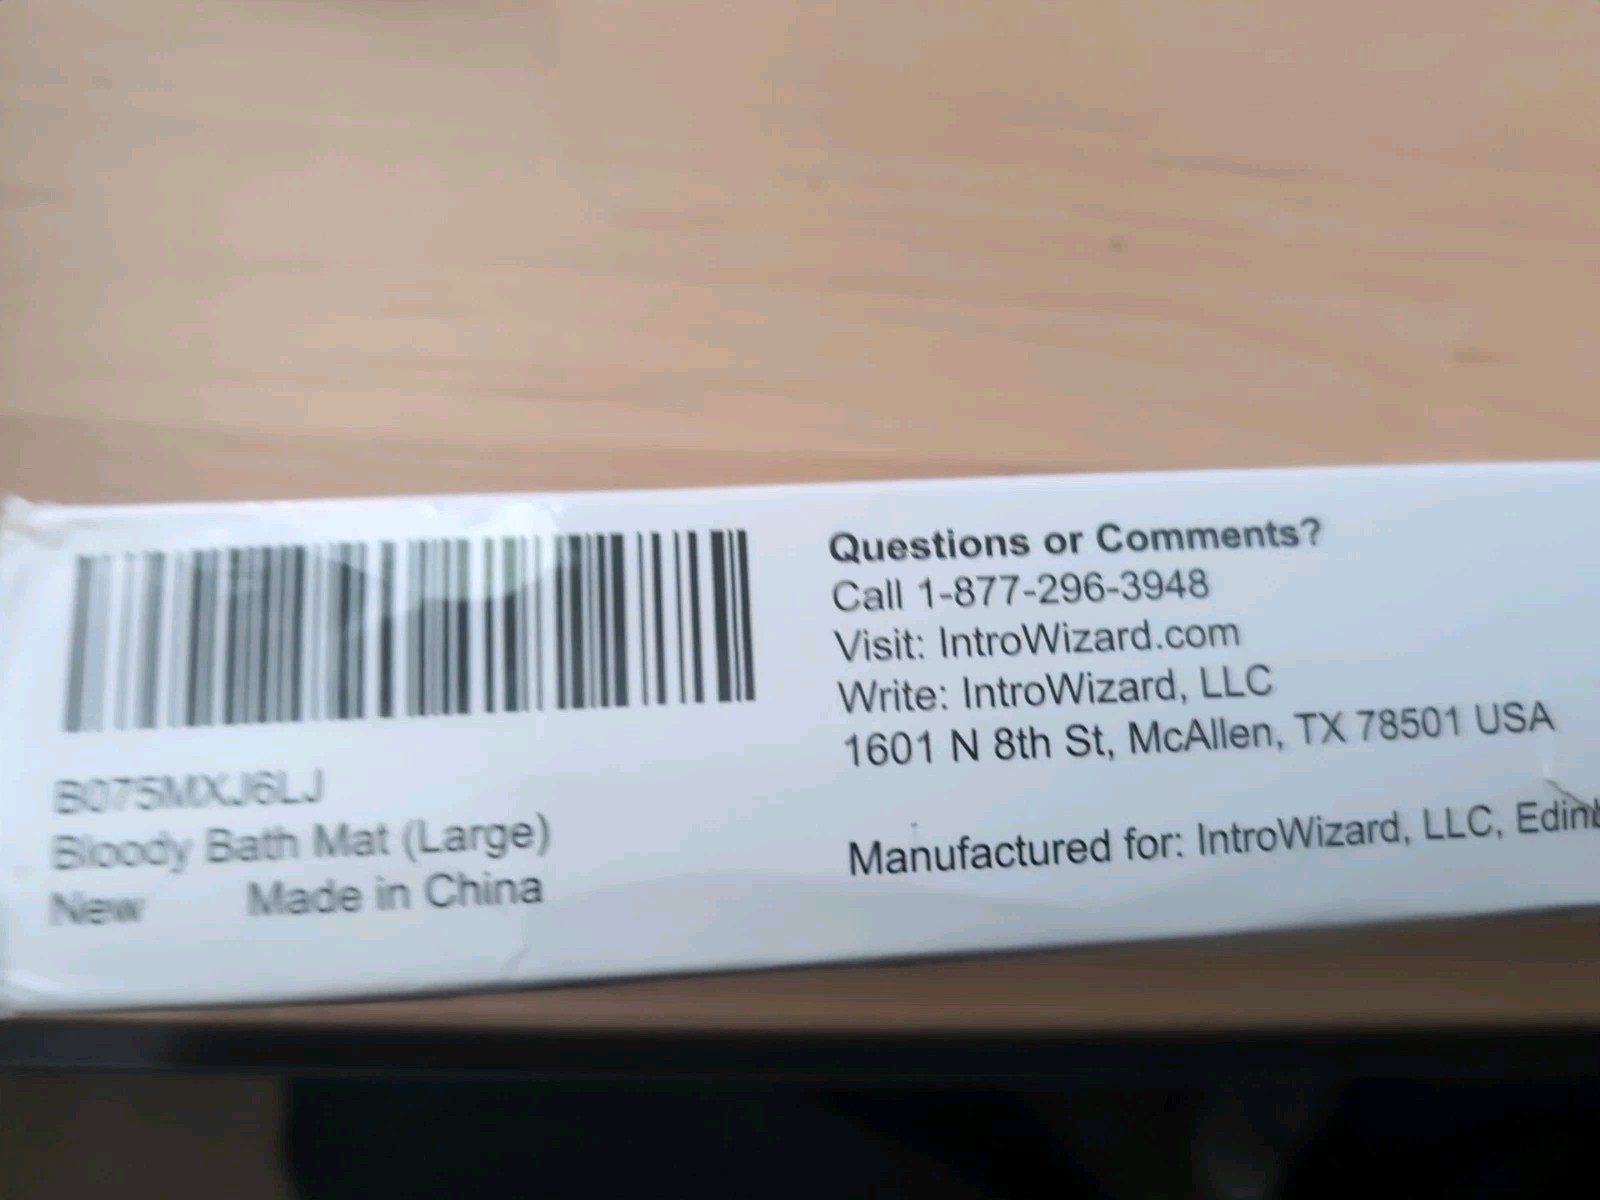 B075MXJ6LJ
Bloody Bath Mat (Large)
New Made in China
Questions or Comments?
Call 1-877-296-3948
Visit: IntroWizard.com
Write: IntroWizard, LLC
1601 N 8th St, McAllen, TX 78501 USA
Manufactured for: IntroWizard, LLC,